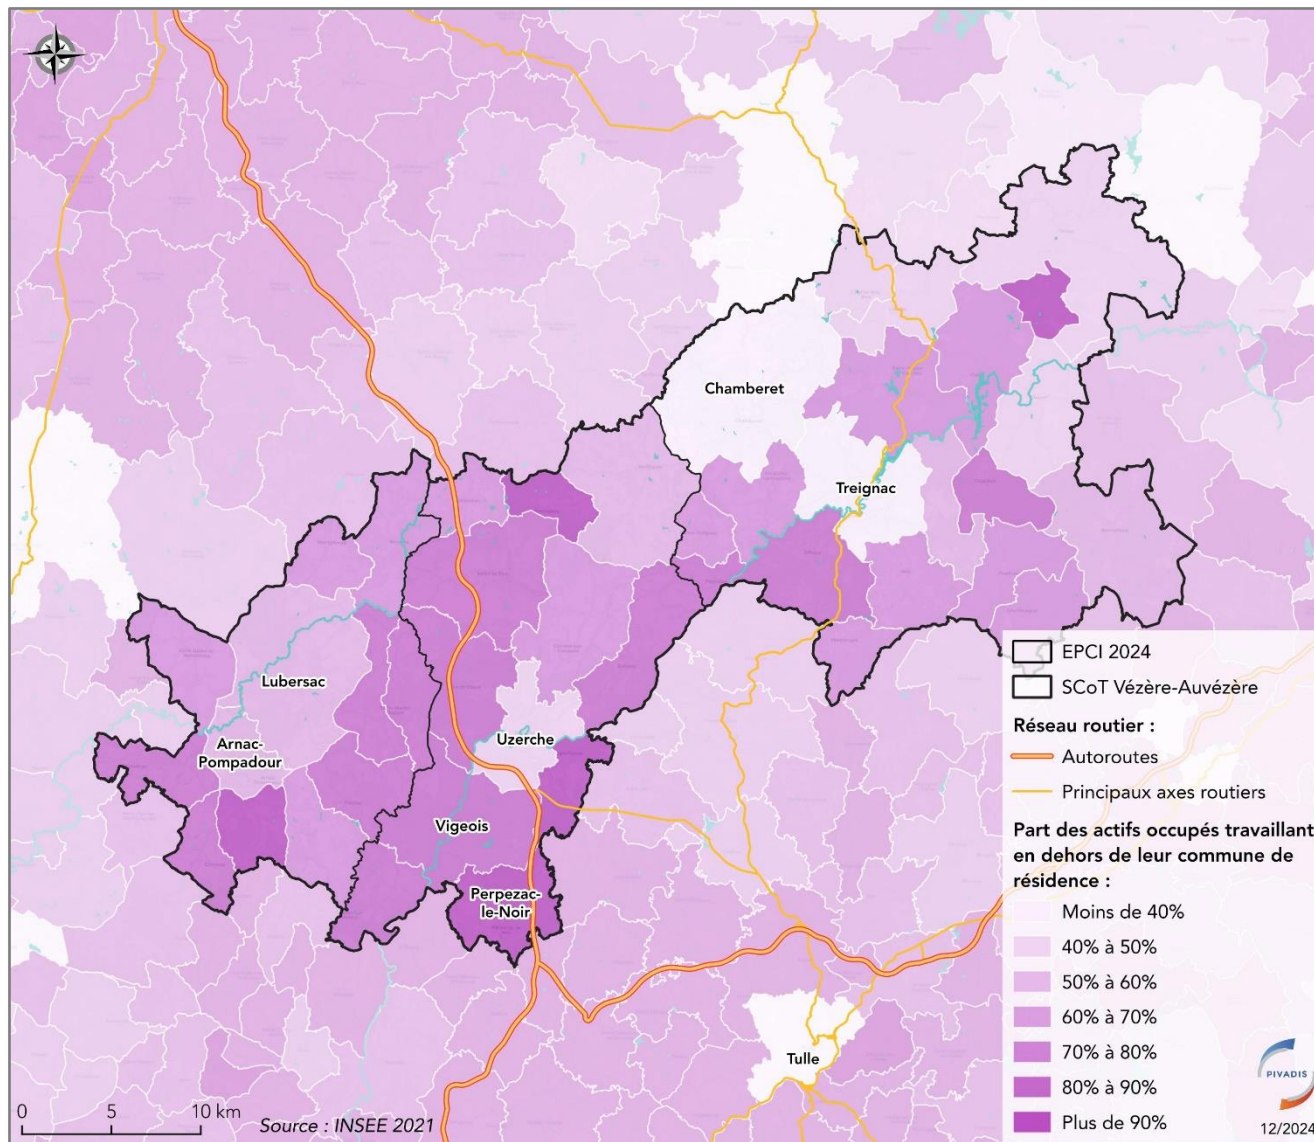 Chamberet
Treignac
Lubersac
Arnac-
Pompadour
Uzerche
Vigeois
Perpezac-
le-Noir
Tulle
EPCI 2024
SCoT Vézère-Auvézère
Réseau routier :
Autoroutes
Principaux axes routiers
Part des actifs occupés travaillant
en dehors de leur commune de
résidence :
Moins de 40%
40% à 50%
50% à 60%
60% à 70%
70% à 80%
80% à 90%
Plus de 90%
PIVADIS
12/2024
0 5 10 km
Source : INSEE 2021